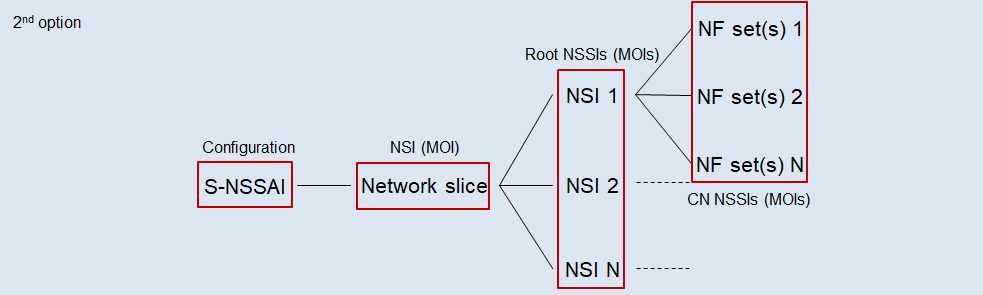 2nd option
NF set(s) 1
Root NSSIs (MOIs)
NSI 1
NF set(s) 2
Configuration
NSI (MOI)
NF set(s) N
S-NSSAI
Network slice
NSI 2
CN NSSIs (MOIs)
NSI N